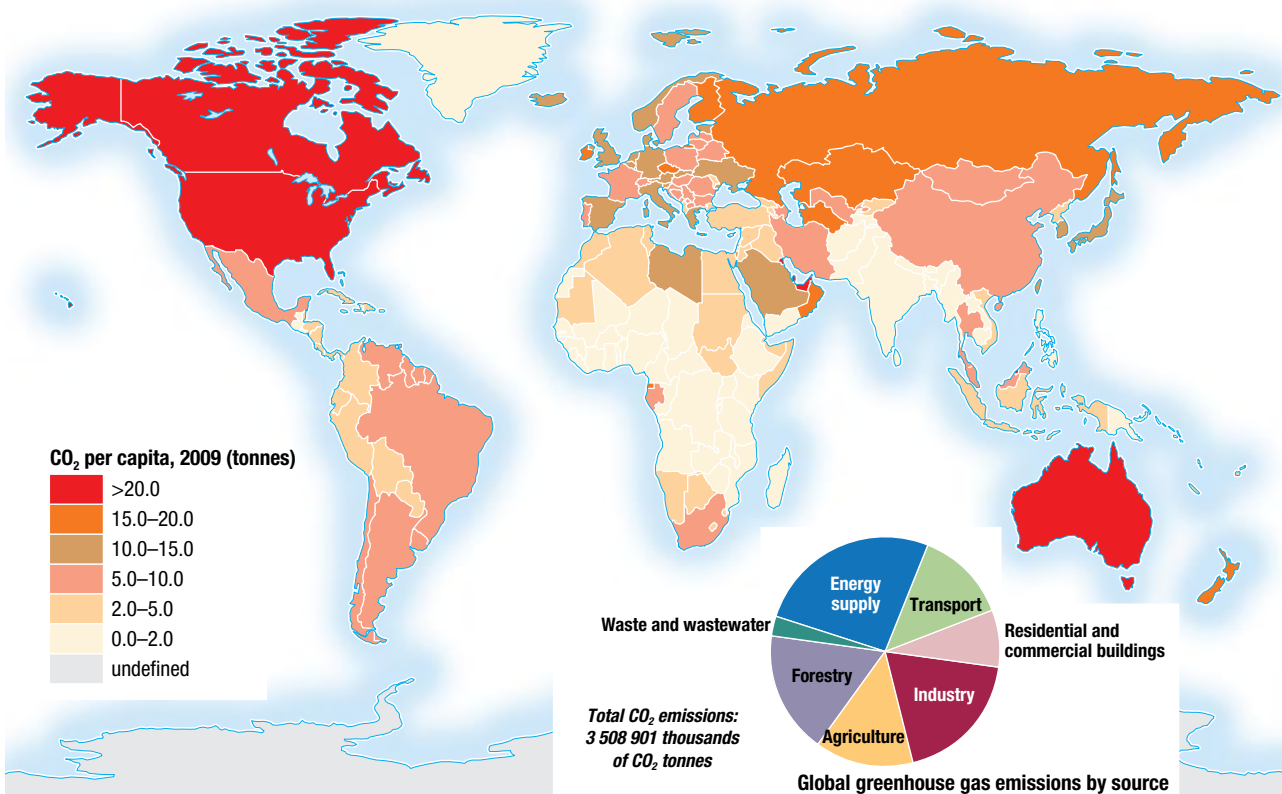 CO₂ per capita, 2009 (tonnes)
>20.0
15.0–20.0
10.0–15.0
5.0–10.0
2.0–5.0
0.0–2.0
undefined
Energy
supply
Transport
Waste and wastewater
Residential and
commercial buildings
Forestry
Industry
Agriculture
Total CO₂ emissions:
3 508 901 thousands
of CO₂ tonnes
Global greenhouse gas emissions by source